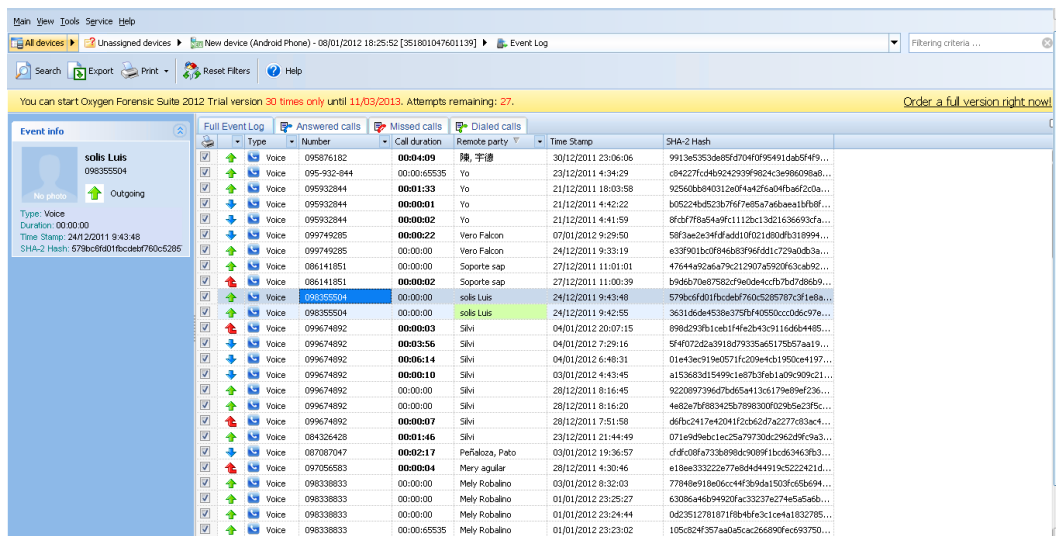 Main View Tools Service Help
All devices Unassigned devices New device (Android Phone) - 08/01/2012 18:25:52 [351801047601139] Event Log Filtering criteria ...
Search Export Print Reset Filters Help
You can start Oxygen Forensic Suite 2012 Trial version 30 times only until 11/03/2013. Attempts remaining: 27. Order a full version right now!
Event info
No photo
solis Luis
098355504
Outgoing
Type: Voice
Duration: 00:00:00
Time Stamp: 24/12/2011 9:43:48
SHA-2 Hash: 579bc6fd01fbcdebf760c5285
Full Event Log Answered calls Missed calls Dialed calls
Type Number Call duration Remote party Time Stamp SHA-2 Hash
Voice 095876182 00:04:09 陳, 宇德 30/12/2011 23:06:06 9913e5353de85fd704f0f95491dab5f4f9...
Voice 095-932-844 00:00:65535 Yo 23/12/2011 4:34:29 c84227fcd4b9242939f9824c3e986098a8...
Voice 095932844 00:01:33 Yo 21/12/2011 18:03:58 92560bb840312e0f4a42f6a04fba6f2c0a...
Voice 095932844 00:00:01 Yo 21/12/2011 4:42:22 b05224bd523b7f6f7e85a7a6baea1bfb8f...
Voice 095932844 00:00:02 Yo 21/12/2011 4:41:59 8fcbf7f8a54a9fc1112bc13d21636693cfa...
Voice 099749285 00:00:22 Vero Falcon 07/01/2012 9:29:50 58f3ae2e34fdfadd10f021d80dfb318994...
Voice 099749285 00:00:00 Vero Falcon 24/12/2011 9:33:19 e33f901bc0f846b83f96fdd1c729a0db3a...
Voice 086141851 00:00:00 Soporte sap 27/12/2011 11:01:01 47644a92a6a79c212907a5920f63cab92...
Voice 086141851 00:00:02 Soporte sap 27/12/2011 11:00:39 b9d6b70e87582cf9e0de4ccfb7bd7d86b9...
Voice 098355504 00:00:00 solis Luis 24/12/2011 9:43:48 579bc6fd01fbcdebf760c5285787c3f1e8a...
Voice 098355504 00:00:00 solis Luis 24/12/2011 9:42:55 3631d6de4538e375fbf40550ccc0d6c97e...
Voice 099674892 00:00:03 Silvi 04/01/2012 20:07:15 898d293fb1ceb1f4fe2b43c9116d6b4485...
Voice 099674892 00:03:56 Silvi 04/01/2012 7:29:16 5f4f072d2a3918d79335a65175b57aa19...
Voice 099674892 00:06:14 Silvi 04/01/2012 6:48:31 01e43ec919e0571fc209e4cb1950ce4197...
Voice 099674892 00:00:10 Silvi 03/01/2012 4:43:45 a153683d15499c1e87b3feb1a09c909c21...
Voice 099674892 00:00:00 Silvi 28/12/2011 8:16:45 9220897396d7bd65a413c6179e89ef236...
Voice 099674892 00:00:00 Silvi 28/12/2011 8:16:20 4e82e7bf883425b7898300f029b5e23f5c...
Voice 099674892 00:00:07 Silvi 28/12/2011 7:51:58 d6fbc2417e42041f2cb62d7a2277c83ac4...
Voice 084326428 00:01:46 Silvi 23/12/2011 21:44:49 071e9d9ebc1ec25a79730dc2962d9fc9a3...
Voice 087087047 00:02:17 Peñaloza, Pato 03/01/2012 19:36:57 cfdfc08fa733b898dc9089f1bcd63463fb3...
Voice 097056583 00:00:04 Mery aguilar 28/12/2011 4:30:46 e18ee333222e77e8d4d44919c5222421d...
Voice 098338833 00:00:00 Mely Robalino 03/01/2012 8:32:03 77848e918e06cc44f3b9da1503fc65b694...
Voice 098338833 00:00:00 Mely Robalino 01/01/2012 23:25:27 63086a46b94920fac33237e274e5a5a6b...
Voice 098338833 00:00:00 Mely Robalino 01/01/2012 23:24:44 0d23512781871f8b4bfe3c1ce4a1832785...
Voice 098338833 00:00:65535 Mely Robalino 01/01/2012 23:23:02 105c824f357aa0a5cac266890fec693750...